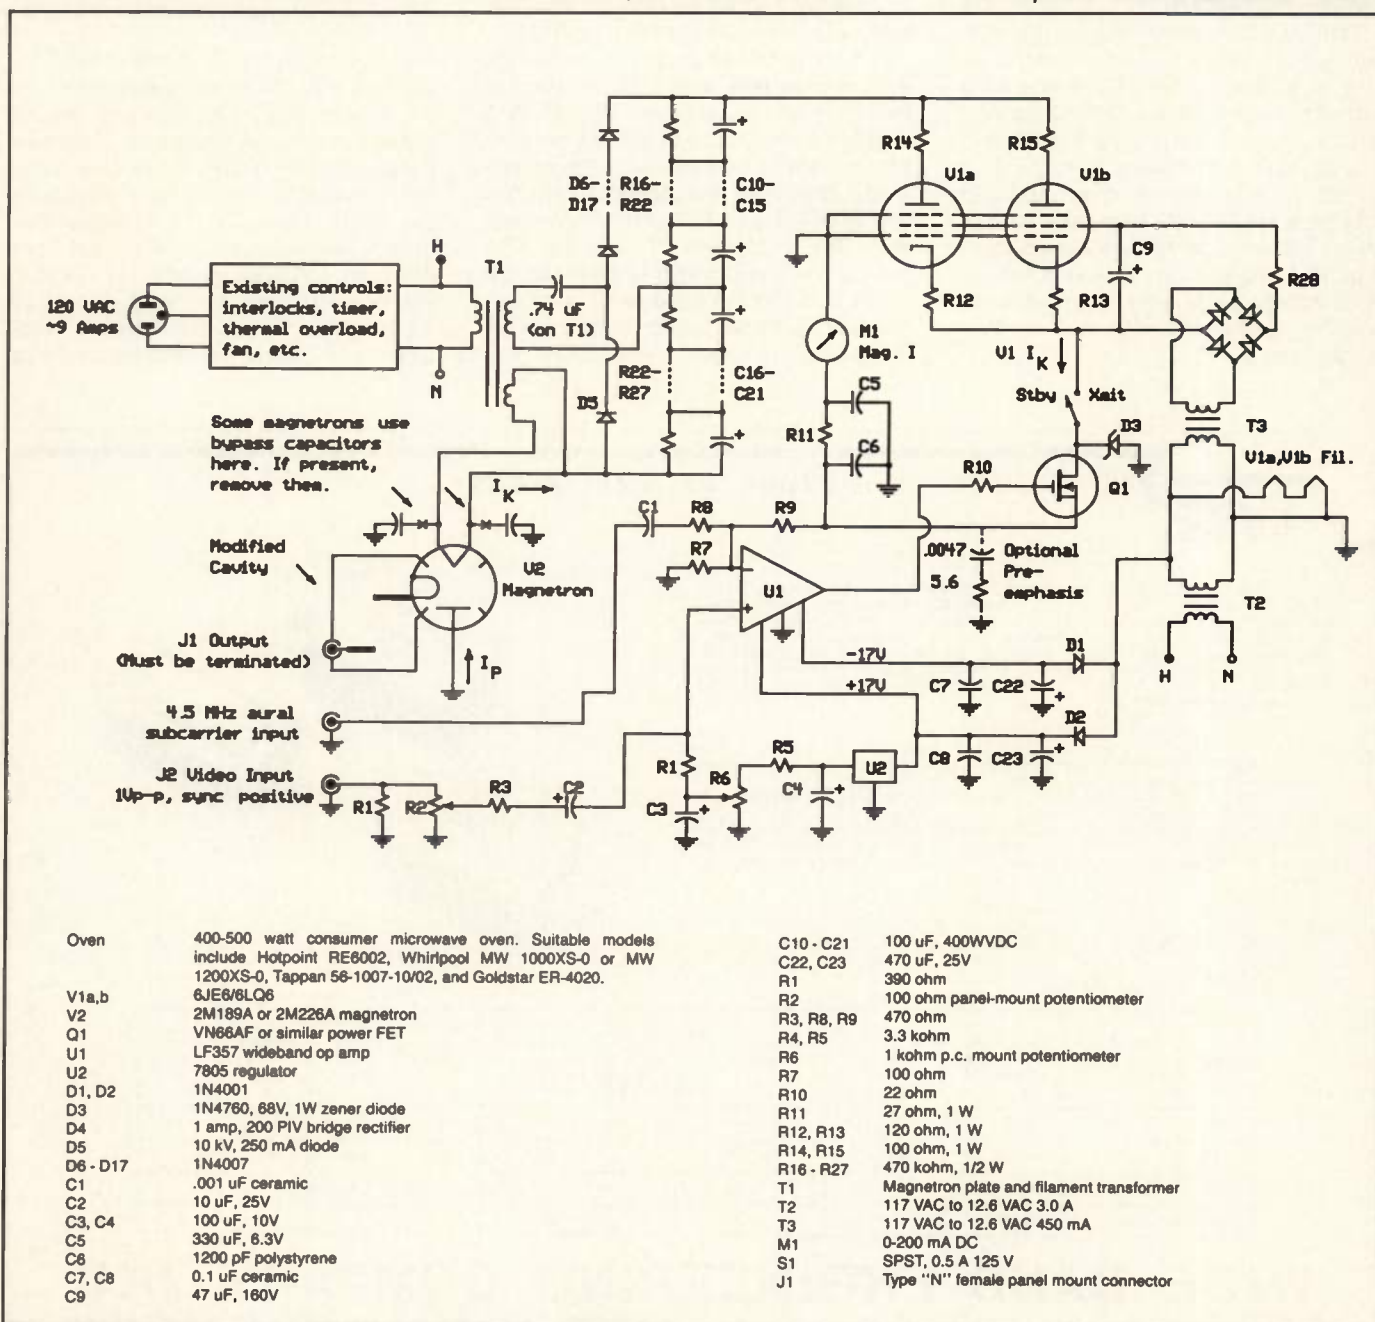 R14
R15
V1a
V1b
D6-
D17
R16-
R22
C10-
C15
H
T1
C9
R28
120 VAC
~9 Amps
Existing controls:
interlocks, timer,
thermal overload,
fan, etc.
.74 uF
(on T1)
R12
R13
M1
Mag. I
V1 I K
N
R22-
R27
C16-
C21
D5
C5
Stby
Xmit
D3
T3
Some magnetrons use
bypass capacitors
here. If present,
remove them.
R11
C6
V1a,V1b Fil.
R10
Q1
I K
C1
R8
R9
Modified
Cavity
V2
Magnetron
R7
-
U1
+
.0047
5.6
Optional
Pre-
emphasis
T2
J1 Output
(Must be terminated)
I P
-17V
+17V
D1
C7
C22
H
N
4.5 MHz aural
subcarrier input
D2
C8
C23
J2 Video Input
1Vp-p, sync positive
R1
R2
R3
C2
R1
R6
R5
C3
C4
U2
Oven 400-500 watt consumer microwave oven. Suitable models
include Hotpoint RE6002, Whirlpool MW 1000XS-0 or MW
1200XS-0, Tappan 56-1007-10/02, and Goldstar ER-4020.
V1a,b 6JE6/6LQ6
V2 2M189A or 2M226A magnetron
Q1 VN66AF or similar power FET
U1 LF357 wideband op amp
U2 7805 regulator
D1, D2 1N4001
D3 1N4760, 68V, 1W zener diode
D4 1 amp, 200 PIV bridge rectifier
D5 10 kV, 250 mA diode
D6 - D17 1N4007
C1 .001 uF ceramic
C2 10 uF, 25V
C3, C4 100 uF, 10V
C5 330 uF, 6.3V
C6 1200 pF polystyrene
C7, C8 0.1 uF ceramic
C9 47 uF, 160V
C10 - C21 100 uF, 400WVDC
C22, C23 470 uF, 25V
R1 390 ohm
R2 100 ohm panel-mount potentiometer
R3, R8, R9 470 ohm
R4, R5 3.3 kohm
R6 1 kohm p.c. mount potentiometer
R7 100 ohm
R10 22 ohm
R11 27 ohm, 1 W
R12, R13 120 ohm, 1 W
R14, R15 100 ohm, 1 W
R16 - R27 470 kohm, 1/2 W
T1 Magnetron plate and filament transformer
T2 117 VAC to 12.6 VAC 3.0 A
T3 117 VAC to 12.6 VAC 450 mA
M1 0-200 mA DC
S1 SPST, 0.5 A 125 V
J1 Type "N" female panel mount connector